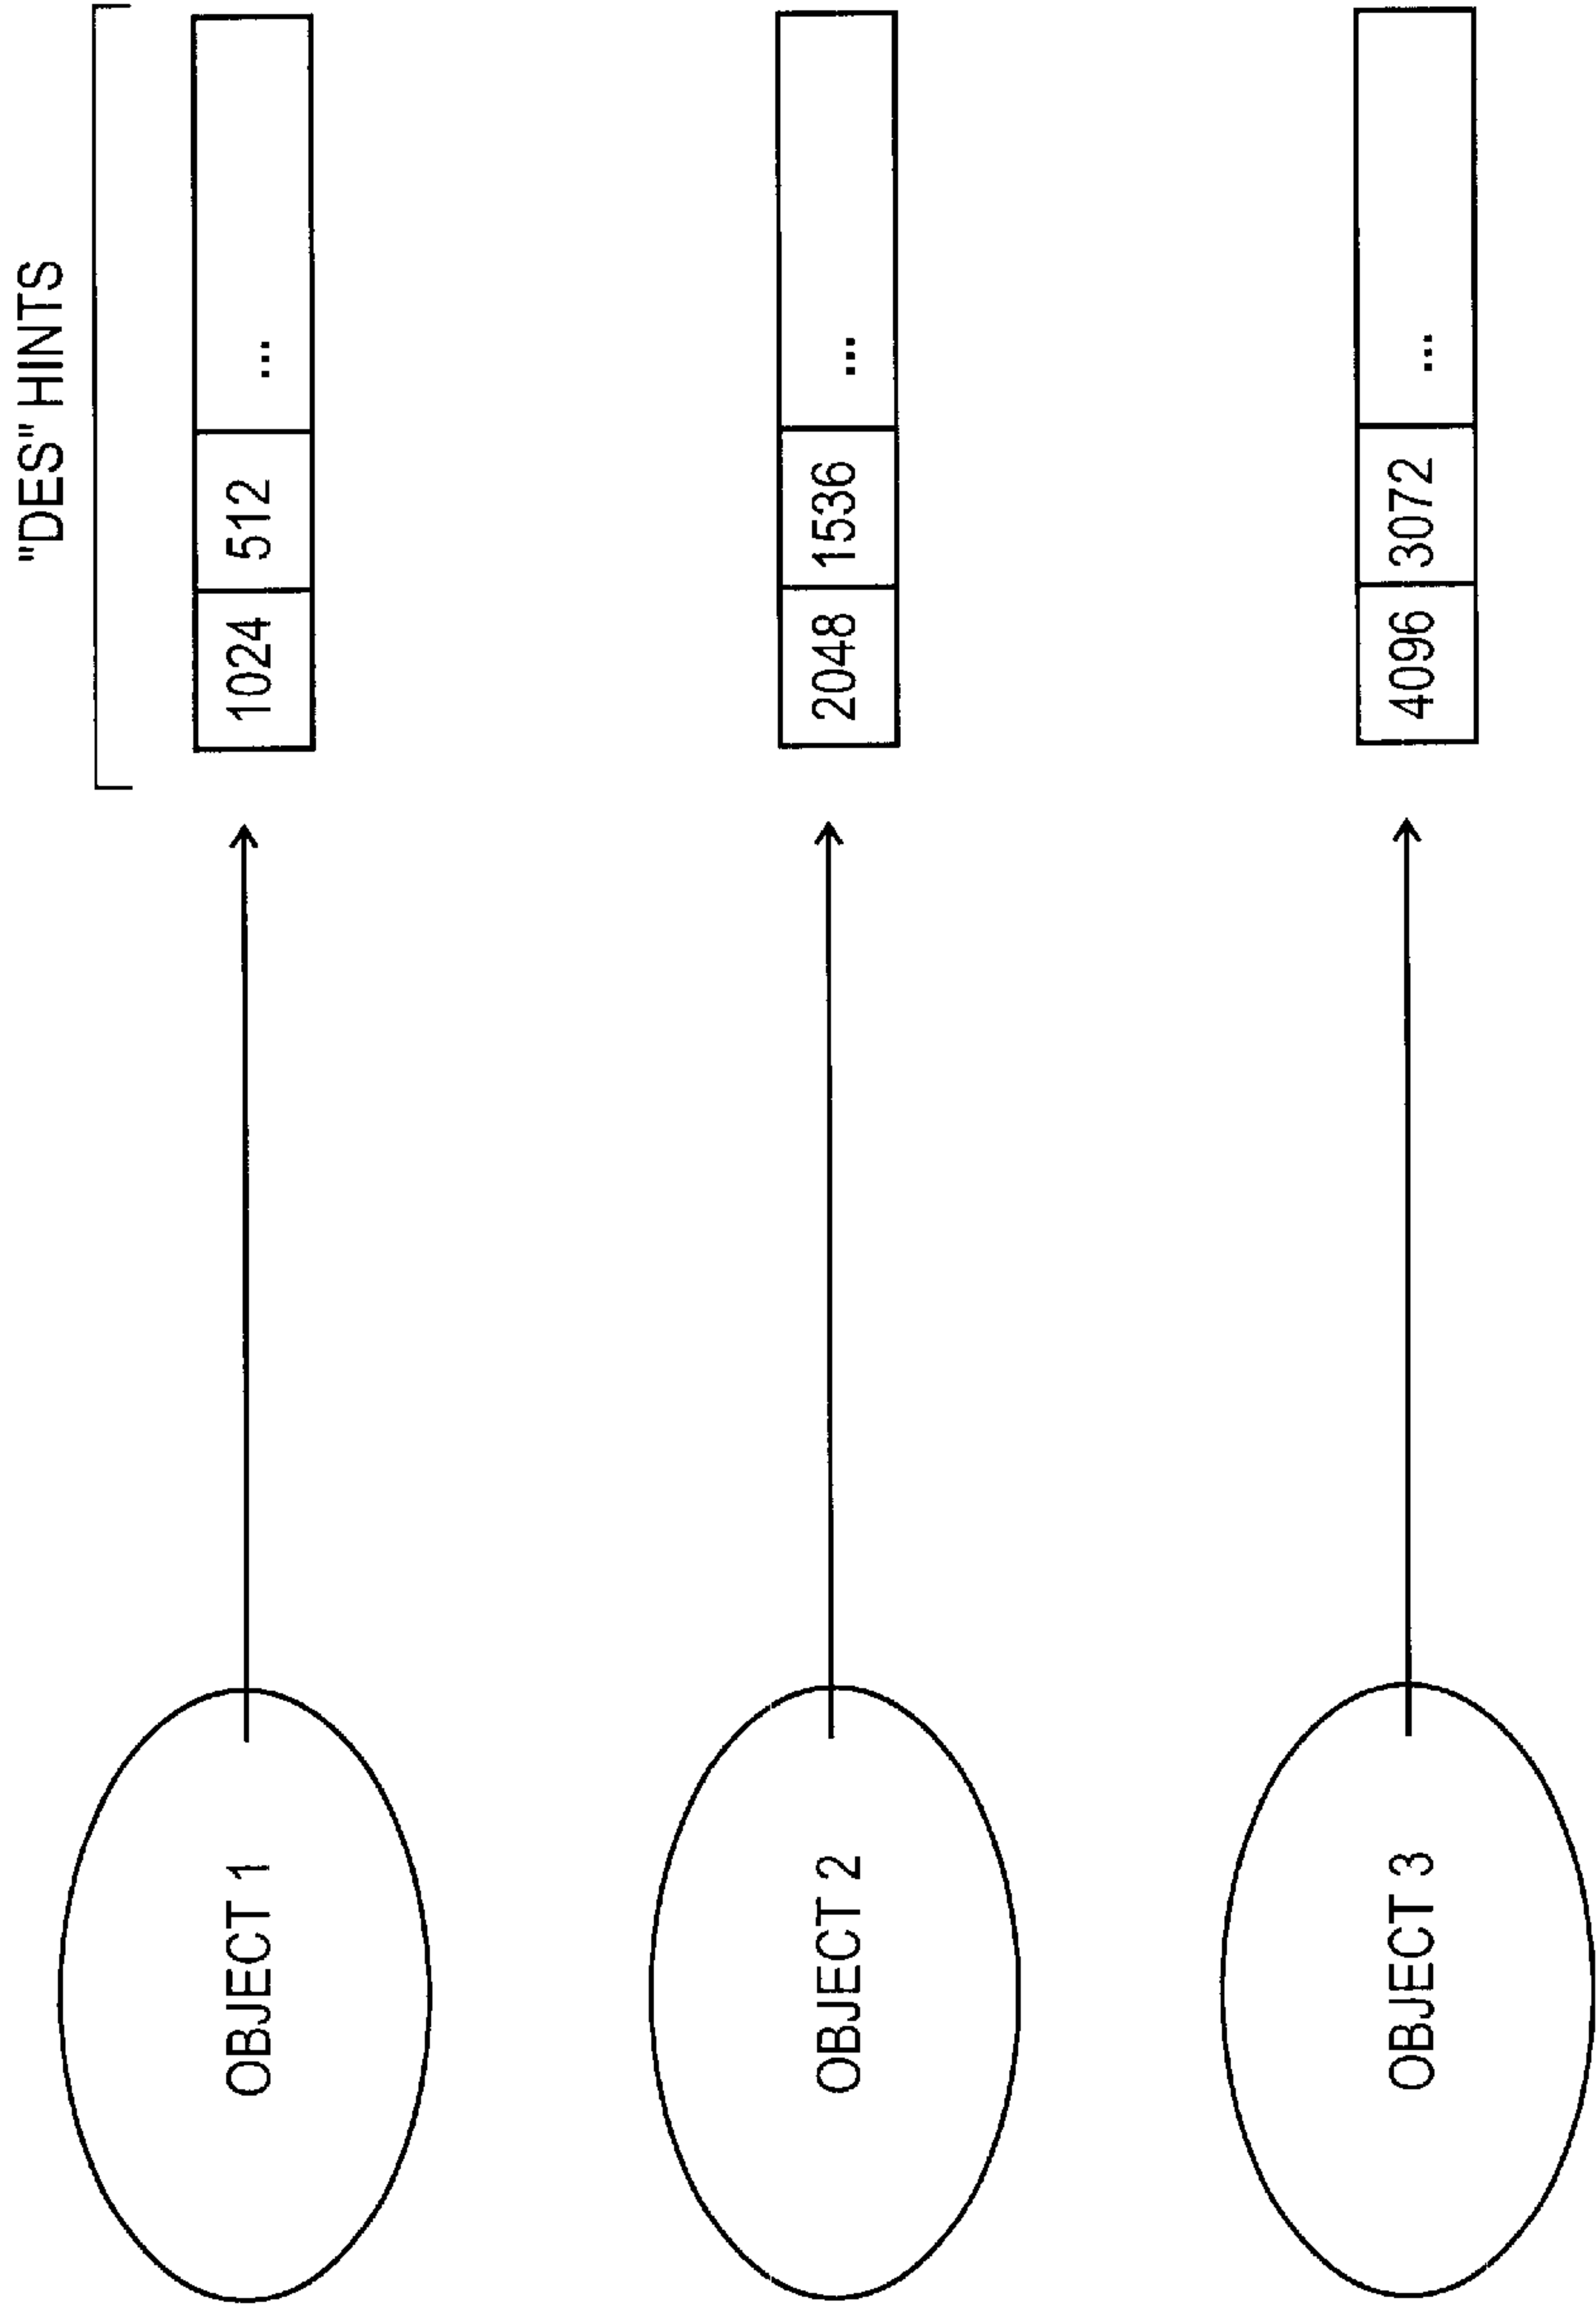 "DES" HINTS
OBJECT 1
1024 512 ...
OBJECT 2
2048 1536 ...
OBJECT 3
4096 3072 ...